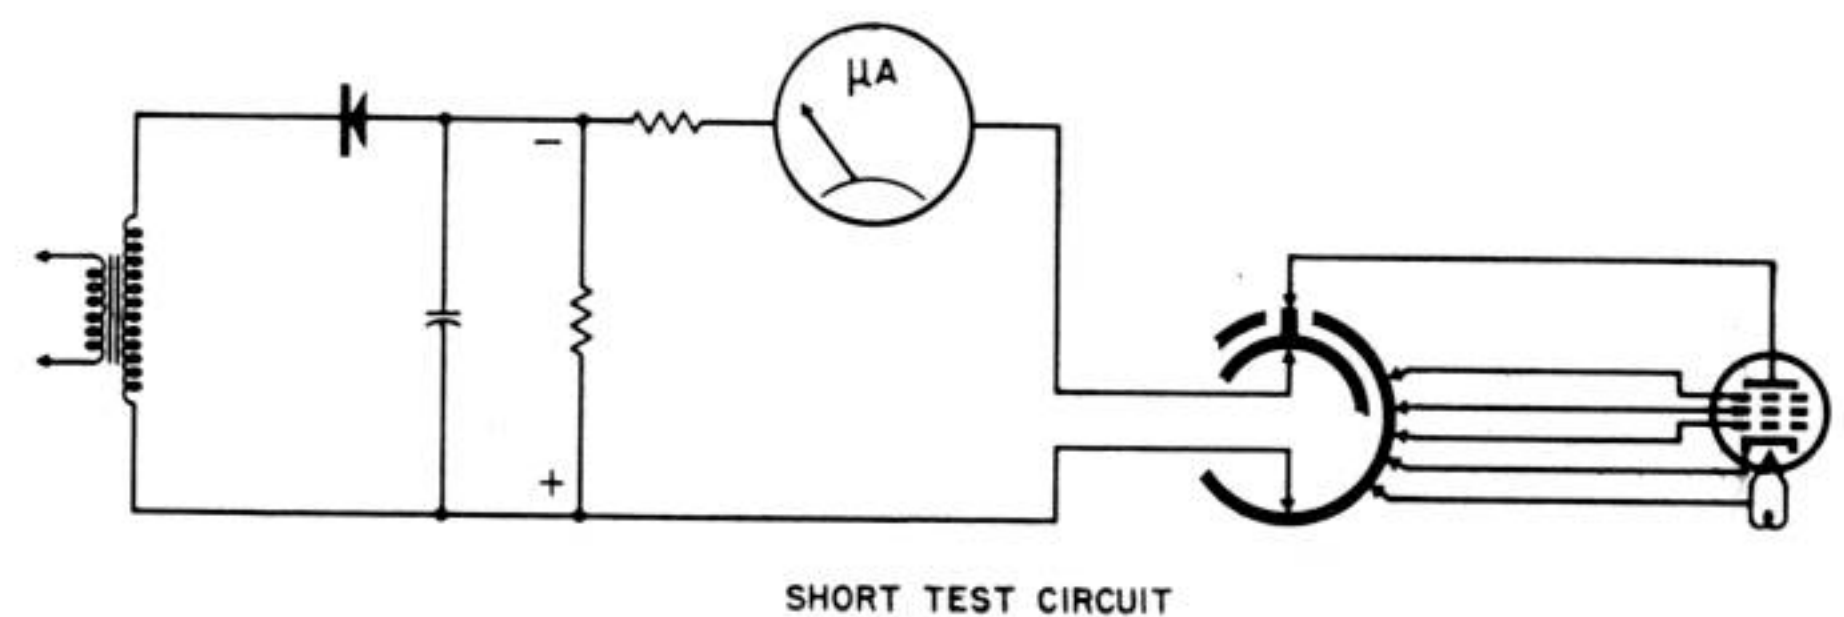 μA
−
+
SHORT TEST CIRCUIT